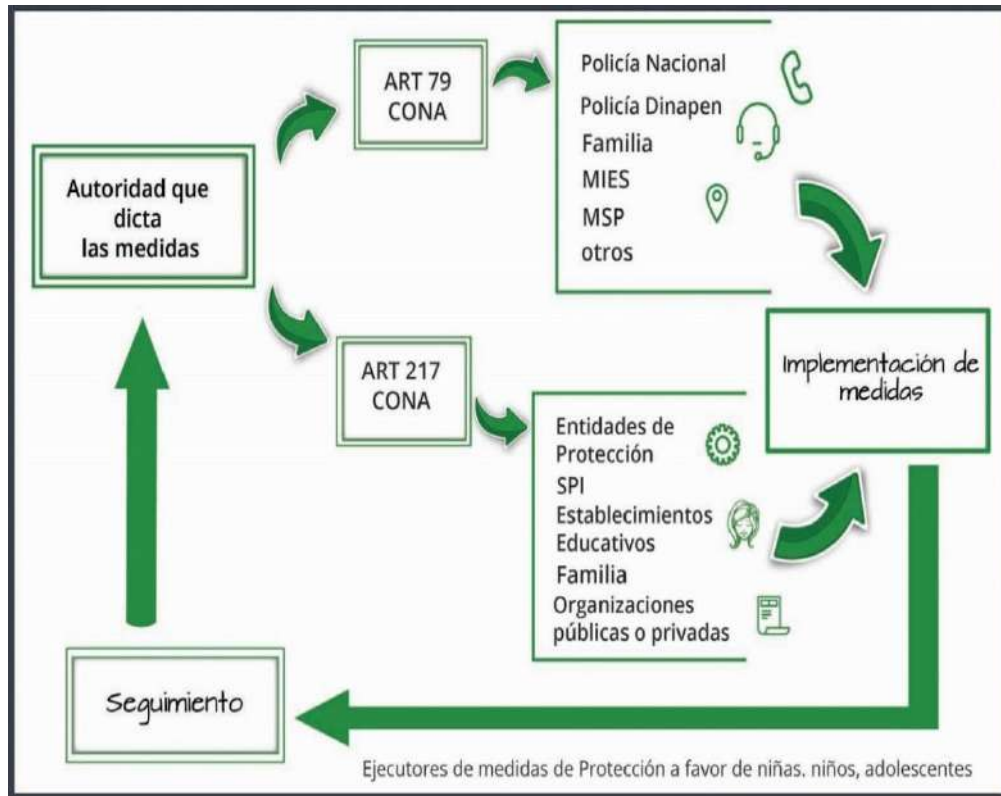 Autoridad que
dicta
las medidas
ART 79
CONA
Policía Nacional
Policía Dinapen
Familia
MIES
MSP
otros
ART 217
CONA
Entidades de
Protección
SPI
Establecimientos
Educativos
Familia
Organizaciones
públicas o privadas
Implementación de
medidas
Seguimiento
Ejecutores de medidas de Protección a favor de niñas. niños, adolescentes